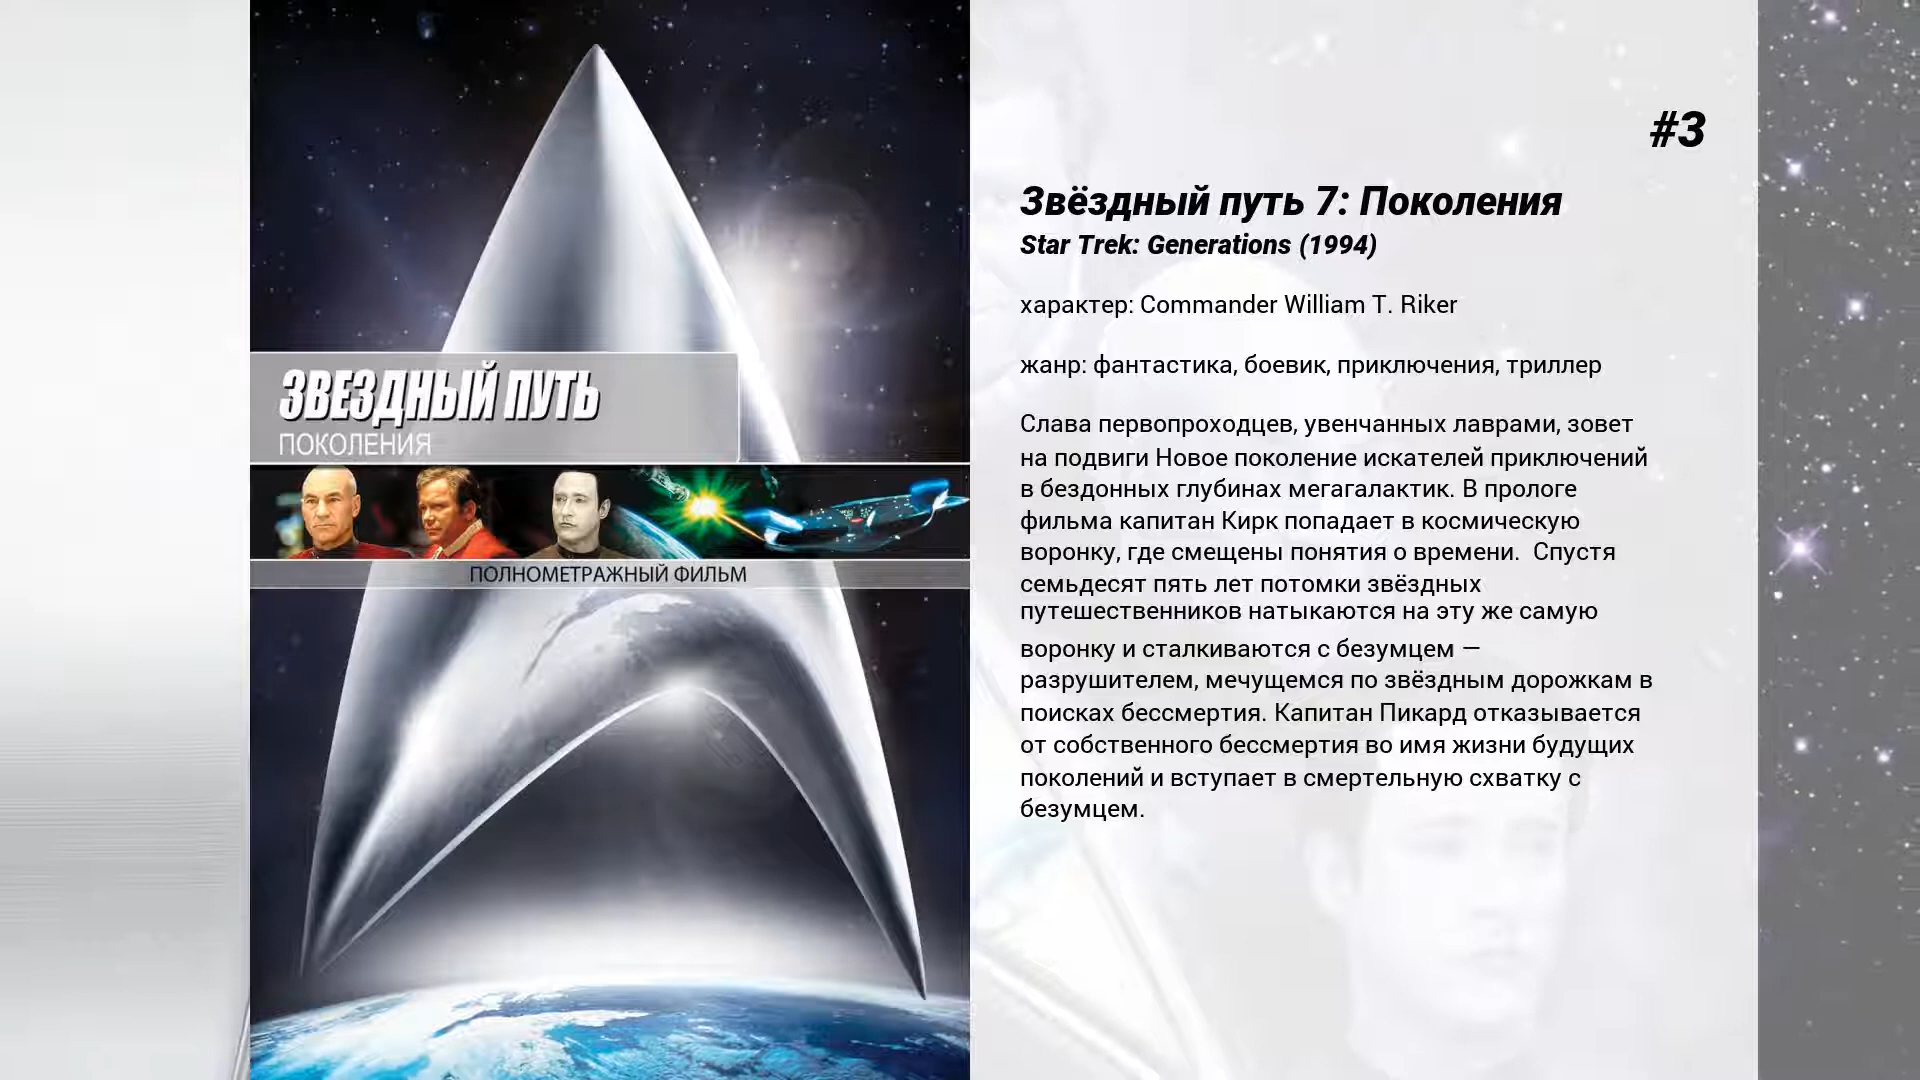 ЗВЕЗДНЫЙ ПУТЬ
ПОКОЛЕНИЯ
ПОЛНОМЕТРАЖНЫЙ ФИЛЬМ
#3
Звёздный путь 7: Поколения
Star Trek: Generations (1994)
характер: Commander William T. Riker
жанр: фантастика, боевик, приключения, триллер
Слава первопроходцев, увенчанных лаврами, зовет
на подвиги Новое поколение искателей приключений
в бездонных глубинах мегагалактик. В прологе
фильма капитан Кирк попадает в космическую
воронку, где смещены понятия о времени.  Спустя
семьдесят пять лет потомки звёздных
путешественников натыкаются на эту же самую
воронку и сталкиваются с безумцем —
разрушителем, мечущемся по звёздным дорожкам в
поисках бессмертия. Капитан Пикард отказывается
от собственного бессмертия во имя жизни будущих
поколений и вступает в смертельную схватку с
безумцем.